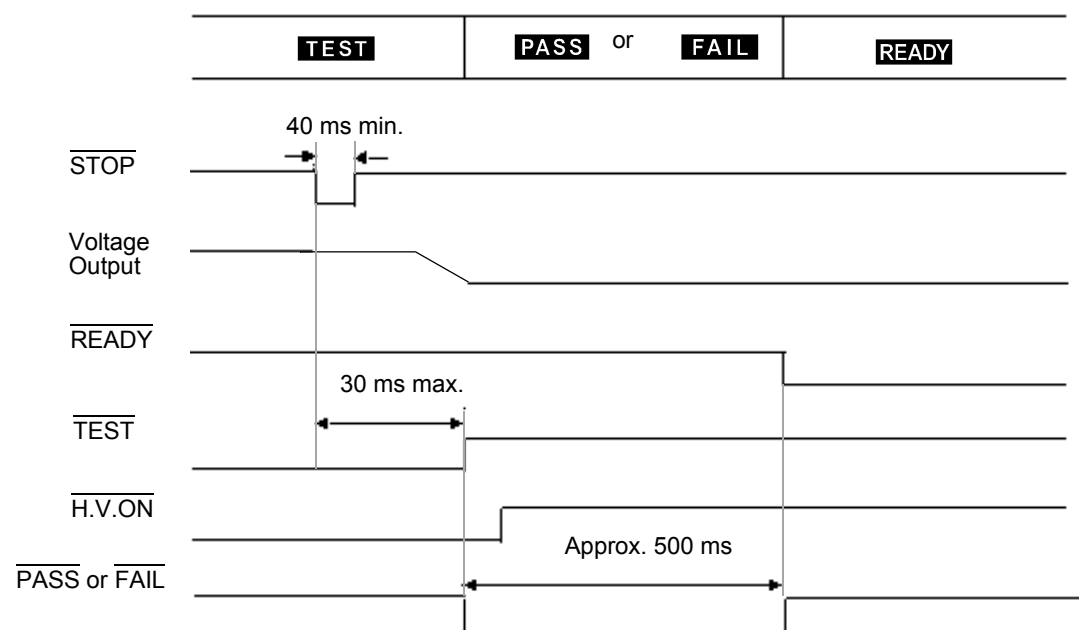 TEST PASS or FAIL READY
40 ms min.
STOP
Voltage
Output
READY
30 ms max.
TEST
H.V.ON
Approx. 500 ms
PASS or FAIL